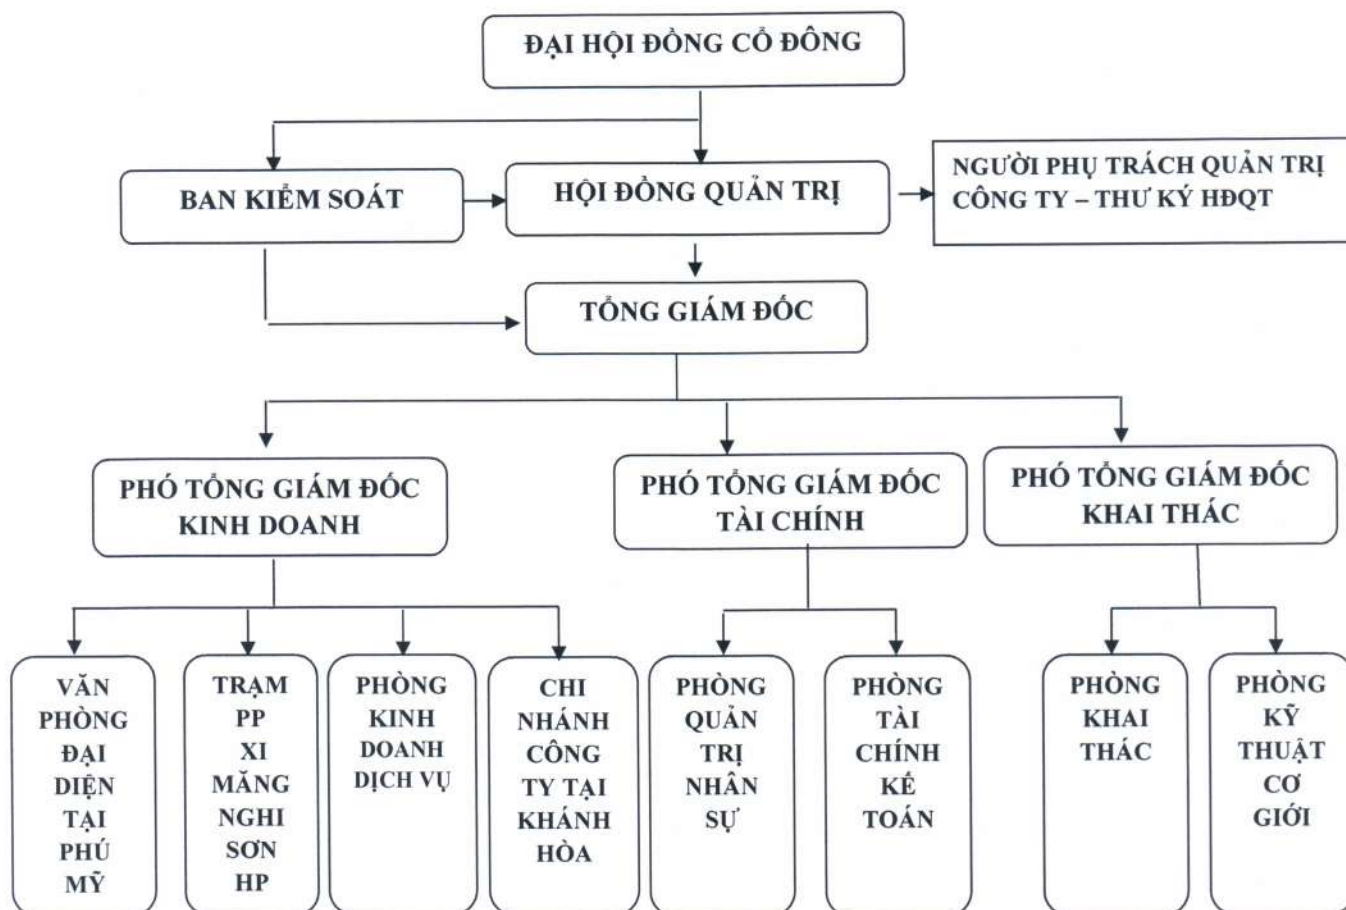 ĐẠI HỘI ĐỒNG CỔ ĐÔNG
BAN KIỂM SOÁT
HỘI ĐỒNG QUẢN TRỊ
NGƯỜI PHỤ TRÁCH QUẢN TRỊ
CÔNG TY – THƯ KÝ HĐQT
TỔNG GIÁM ĐỐC
PHÓ TỔNG GIÁM ĐỐC
KINH DOANH
PHÓ TỔNG GIÁM ĐỐC
TÀI CHÍNH
PHÓ TỔNG GIÁM ĐỐC
KHAI THÁC
VĂN
PHÒNG
ĐẠI
DIỆN
TẠI
PHÚ
MỸ
TRẠM
PP
XI
MĂNG
NGHI
SƠN
HP
PHÒNG
KINH
DOANH
DỊCH VỤ
CHI
NHÁNH
CÔNG
TY TẠI
KHÁNH
HÒA
PHÒNG
QUẢN
TRỊ
NHÂN
SỰ
PHÒNG
TÀI
CHÍNH
KẾ
TOÁN
PHÒNG
KHAI
THÁC
PHÒNG
KỸ
THUẬT
CƠ
GIỚI